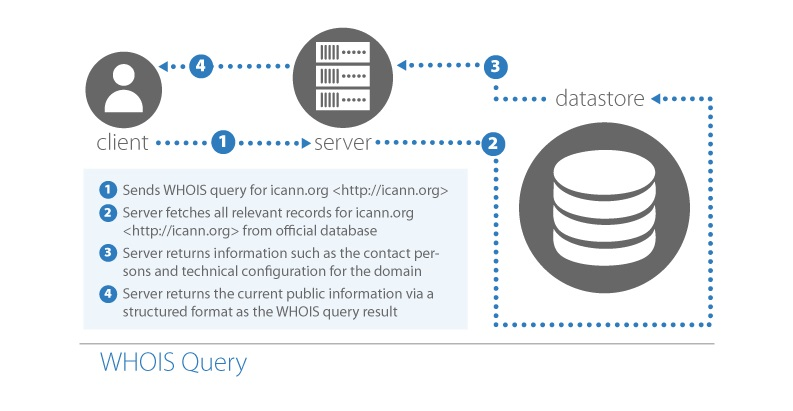 4
3
datastore
client
1
server
2
1 Sends WHOIS query for icann.org <http://icann.org>
2 Server fetches all relevant records for icann.org
<http://icann.org> from official database
3 Server returns information such as the contact per-
sons and technical configuration for the domain
4 Server returns the current public information via a
structured format as the WHOIS query result
WHOIS Query